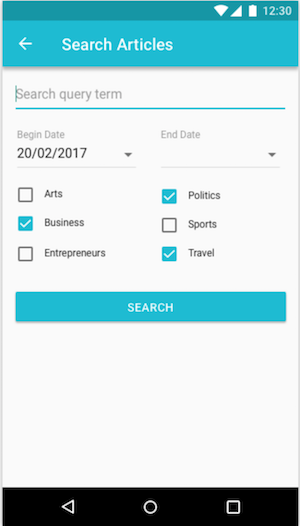 12:30
Search Articles
Search query term
Begin Date End Date
20/02/2017
Arts Politics
Business Sports
Entrepreneurs Travel
SEARCH